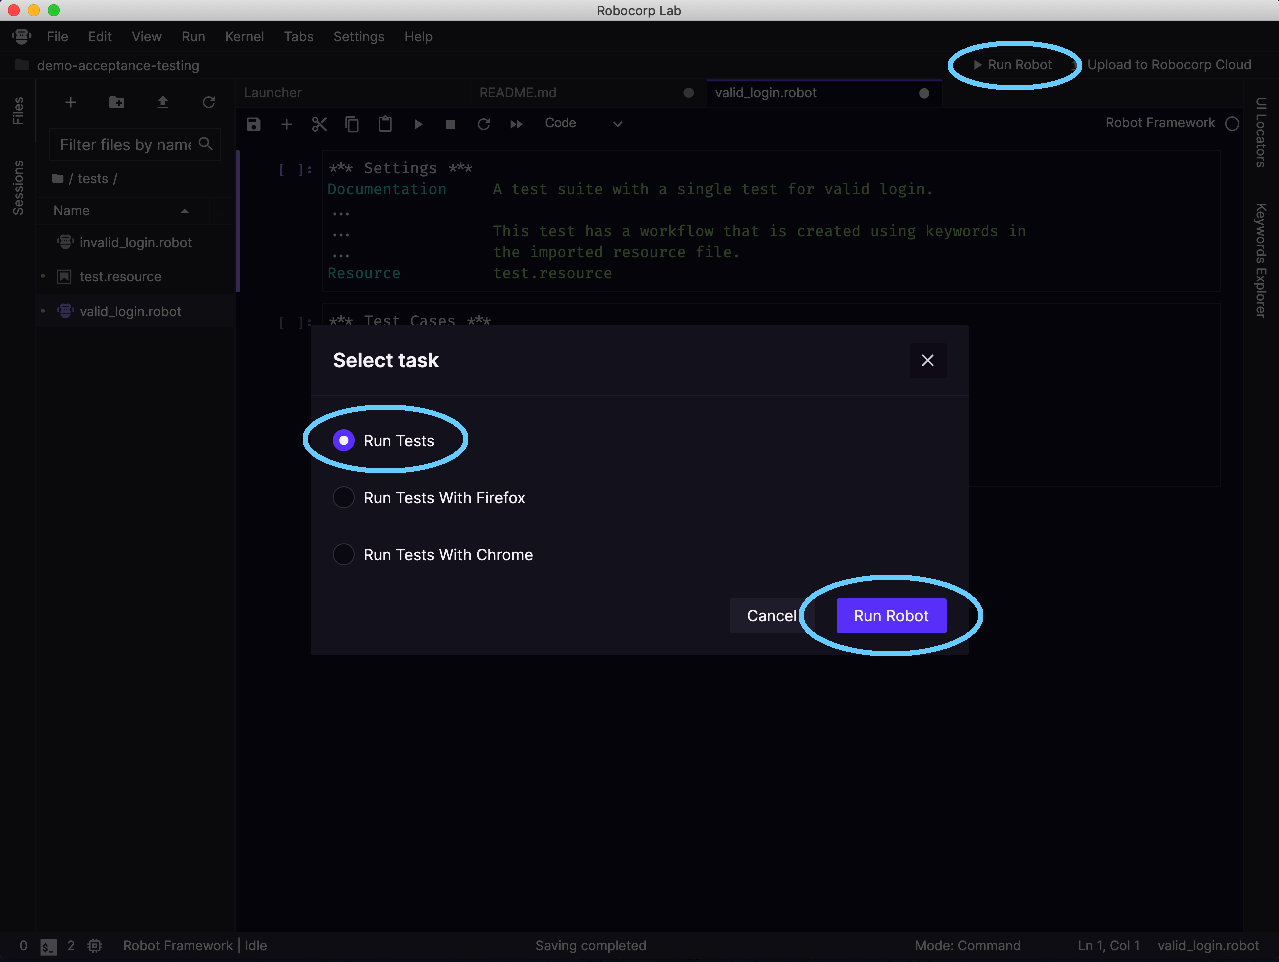 Robocorp Lab
File Edit View Run Kernel Tabs Settings Help
demo-acceptance-testing
Run Robot
Upload to Robocorp Cloud
Files
Sessions
Filter files by name
/ tests /
Name
invalid_login.robot
test.resource
valid_login.robot
Launcher
README.md
valid_login.robot
Code
Robot Framework
[ ]:
*** Settings ***
Documentation A test suite with a single test for valid login.
...
... This test has a workflow that is created using keywords in
... the imported resource file.
Resource test.resource
[ ]:
*** Test Cases ***
UI Locators
Keywords Explorer
Select task
Run Tests
Run Tests With Firefox
Run Tests With Chrome
Cancel
Run Robot
0 $_ 2 Robot Framework | Idle
Saving completed
Mode: Command
Ln 1, Col 1
valid_login.robot